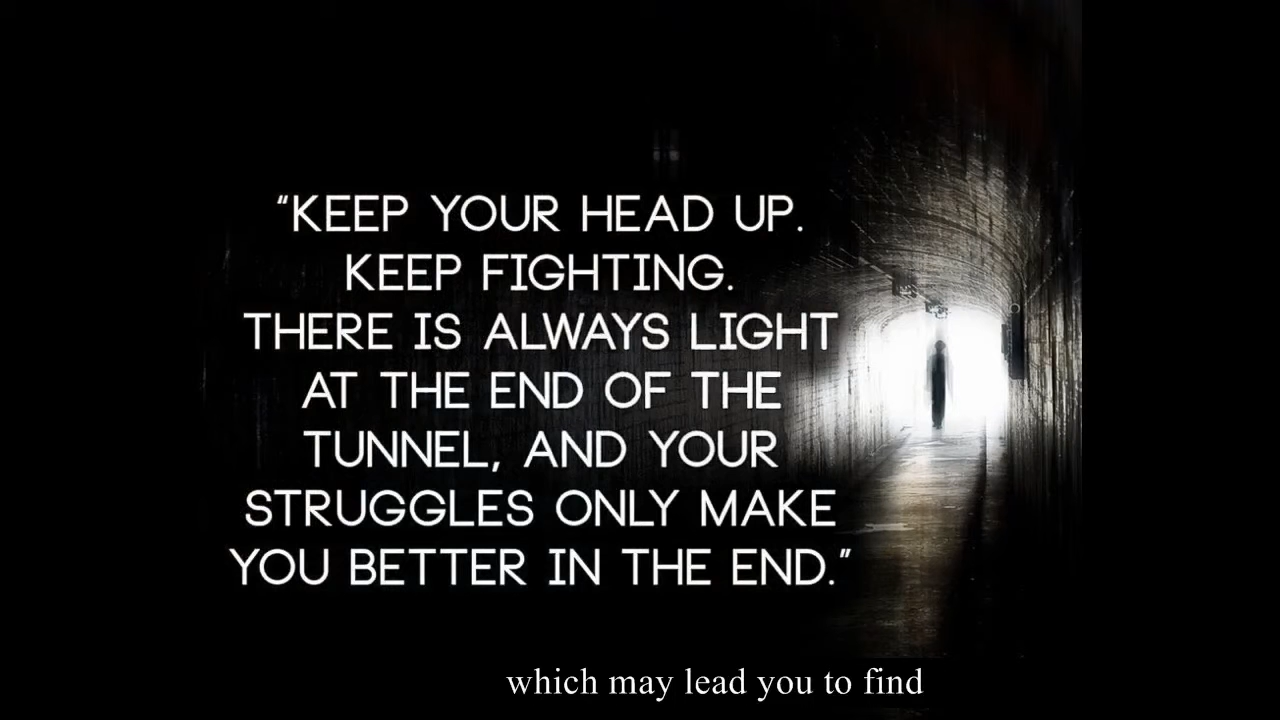 “KEEP YOUR HEAD UP.
KEEP FIGHTING.
THERE IS ALWAYS LIGHT
AT THE END OF THE
TUNNEL, AND YOUR
STRUGGLES ONLY MAKE
YOU BETTER IN THE END.”
which may lead you to find